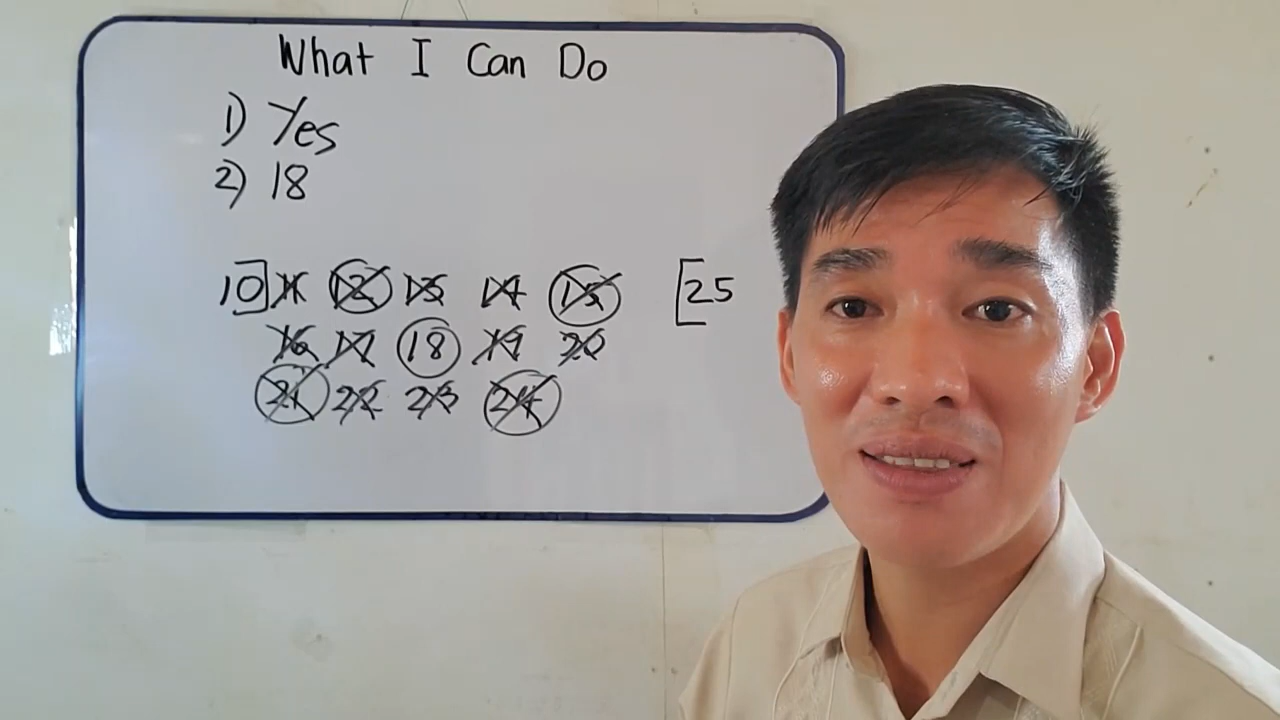 What I Can Do
1) Yes
2) 18
10] 11 12 13 14 15 [25
16 17 18 19 20
21 22 23 24